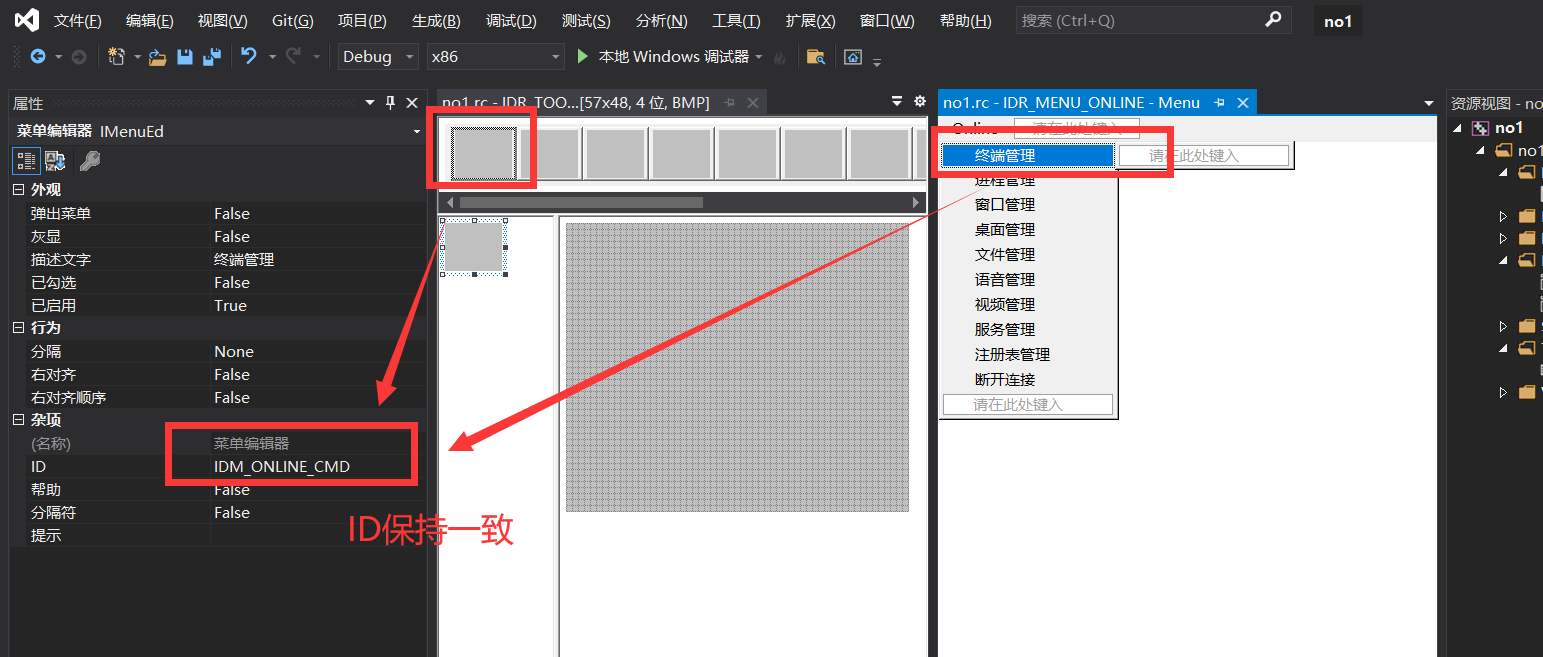 文件(F) 编辑(E) 视图(V) Git(G) 项目(P) 生成(B) 调试(D) 测试(S) 分析(N) 工具(T) 扩展(X) 窗口(W) 帮助(H) 搜索 (Ctrl+Q) no1
Debug x86 本地 Windows 调试器
属性
菜单编辑器 IMenuEd
外观
弹出菜单 False
灰显 False
描述文字 终端管理
已勾选 False
已启用 True
行为
分隔 None
右对齐 False
右对齐顺序 False
杂项
(名称) 菜单编辑器
ID IDM_ONLINE_CMD
帮助 False
分隔符 False
提示
ID保持一致
no1.rc - IDR_TOO...[57x48, 4 位, BMP]
no1.rc - IDR_MENU_ONLINE - Menu
Online 请在此处键入
终端管理 请在此处键入
进程管理
窗口管理
桌面管理
文件管理
语音管理
视频管理
服务管理
注册表管理
断开连接
请在此处键入
资源视图 - no
no1
no1